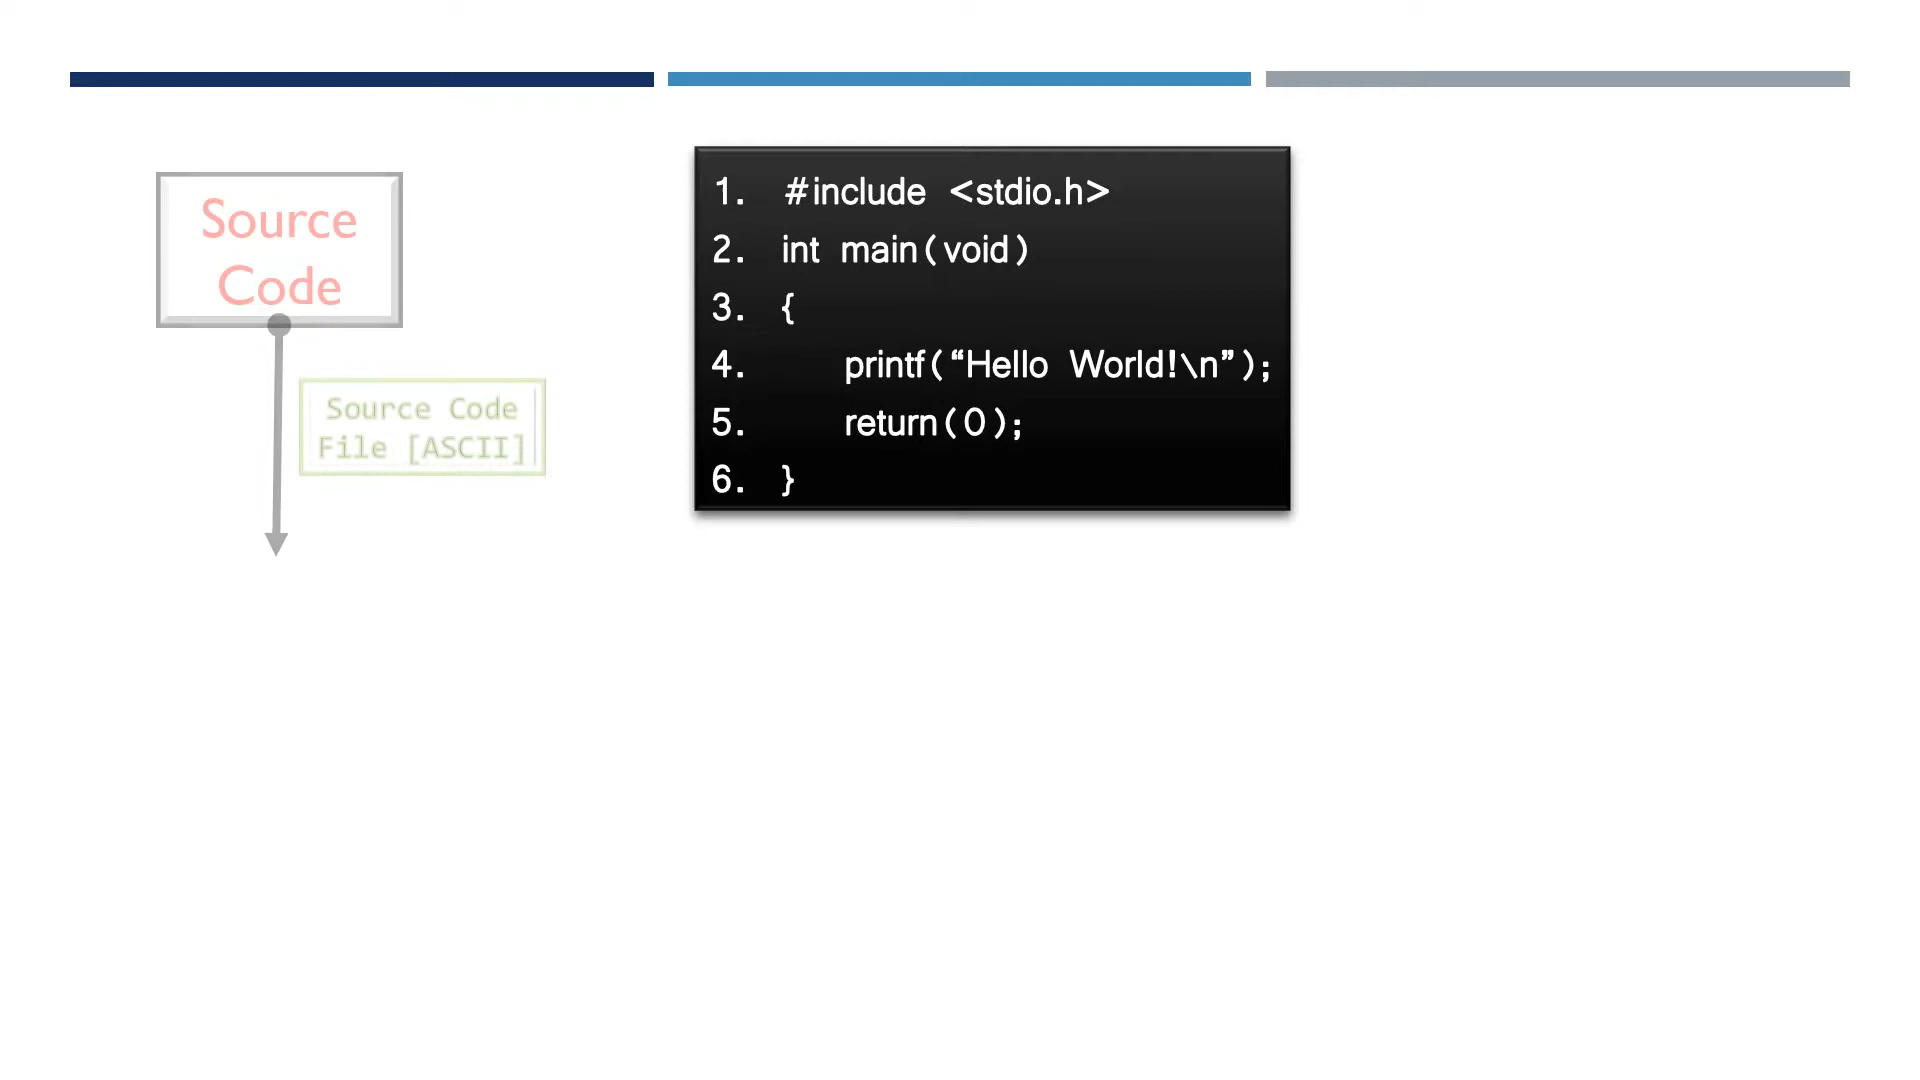 Source
Code
Source Code
File [ASCII]
1. #include <stdio.h>
2. int main(void)
3. {
4. printf(“Hello World!\n”);
5. return(0);
6. }